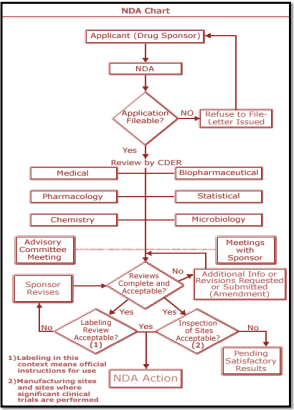 NDA Chart
Applicant (Drug Sponsor)
NDA
Application
Fileable?
NO
Refuse to File-
Letter Issued
Yes
Review by CDER
Medical
Biopharmaceutical
Pharmacology
Statistical
Chemistry
Microbiology
Advisory
Committee
Meeting
Meetings
with
Sponsor
Reviews
Complete and
Acceptable?
No
Additional Info or
Revisions Requested
or Submitted
(Amendment)
Sponsor
Revises
Yes
Yes
Labeling
Review
Acceptable?
(1)
No
Yes
Inspection
of Sites
Acceptable?
(2)
No
NDA Action
Pending
Satisfactory
Results
1)Labeling in this
context means official
instructions for use
2)Manufacturing sites
and sites where
significant clinical
trials are performed